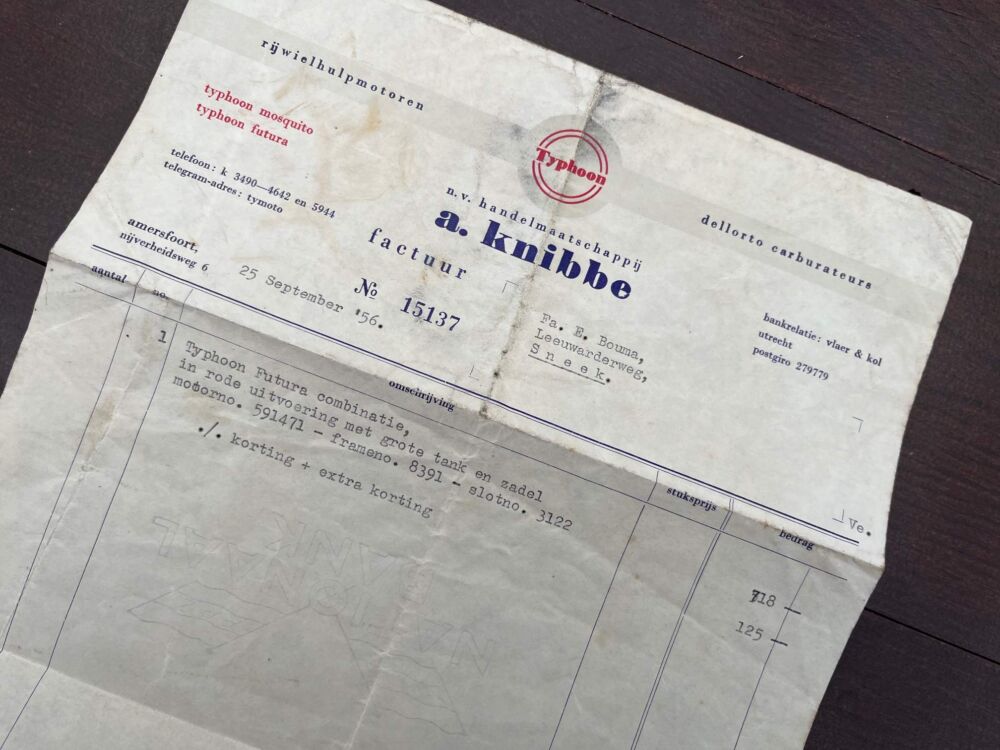 rijwielhulpmotoren
Typhoon
dellorto carburateurs
typhoon mosquito
typhoon futura
telefoon: k 3490—4642 en 5944
telegram-adres: tymoto
n.v. handelmaatschappij
a. knibbe
factuur
amersfoort,
nijverheidsweg 6
25 September '56.
№ 15137
Fa. E. Bouma,
Leeuwarderweg,
Sneek.
bankrelatie: vlaer & kol
utrecht
postgiro 279779
Ve.
aantal no. omschrijving stuksprijs bedrag
1 Typhoon Futura combinatie,
in rode uitvoering met grote tank en zadel
motorno. 591471 - frameno. 8391 - slotno. 3122 718 —
./. korting + extra korting 125 —